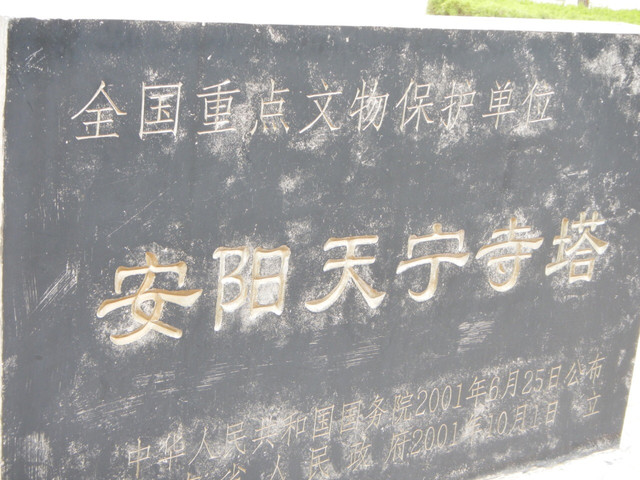 全国重点文物保护单位
安阳天宁寺塔
中华人民共和国国务院2001年6月25日公布
省人民政府2001年10月1日 立